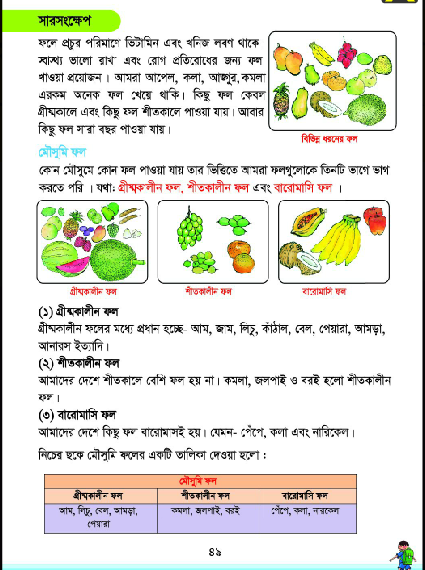 সারসংক্ষেপ
ফলে প্রচুর পরিমাণে ভিটামিন এবং খনিজ লবণ থাকে
স্বাস্থ্য ভালো রাখা এবং রোগ প্রতিরোধের জন্য ফল
খাওয়া প্রয়োজন । আমরা আপেল, কলা, আঙ্গুর, কমলা
এরকম অনেক ফল খেয়ে থাকি। কিছু ফল কেবল
গ্রীষ্মকালে এবং কিছু ফল শীতকালে পাওয়া যায়। আবার
কিছু ফল সারা বছর পাওয়া যায়।
বিভিন্ন ধরনের ফল
মৌসুমি ফল
কোন মৌসুমে কোন ফল পাওয়া যায় তার ভিত্তিতে আমরা ফলগুলোকে তিনটি ভাগে ভাগ
করতে পরি । যথা: গ্রীষ্মকালীন ফল, শীতকালীন ফল এবং বারোমাসি ফল ।
গ্রীষ্মকালীন ফল
শীতকালীন ফল
বারোমাসি ফল
(১) গ্রীষ্মকালীন ফল
গ্রীষ্মকালীন ফলের মধ্যে প্রধান হচ্ছে- আম, জাম, লিচু, কাঁঠাল, বেল, পেয়ারা, আমড়া,
আনারস ইত্যাদি।
(২) শীতকালীন ফল
আমাদের দেশে শীতকালে বেশি ফল হয় না। কমলা, জলপাই ও বরই হলো শীতকালীন
ফল ।
(৩) বারোমাসি ফল
আমাদের দেশে কিছু ফল বারোমাসই হয়। যেমন- পেঁপে, কলা এবং নারিকেল।
নিচের ছকে মৌসুমি ফলের একটি তালিকা দেওয়া হলো :
মৌসুমি ফল
গ্রীষ্মকালীন ফল শীতকালীন ফল বারোমাসি ফল
আম, লিচু, বেল, আমড়া, কমলা, জলপাই, বরই পেঁপে, কলা, নারকেল
পেয়ারা
৪৯